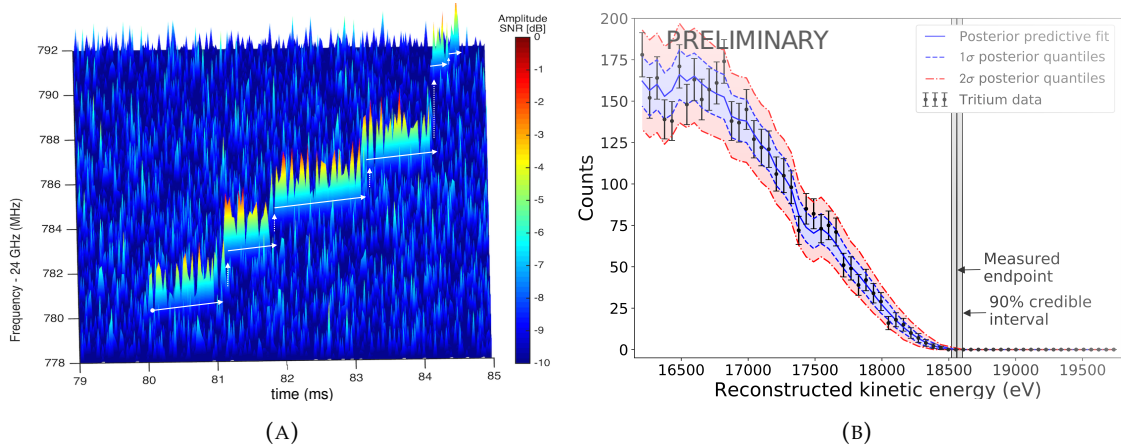 Amplitude
SNR [dB]
0
-1
-2
-3
-4
-5
-6
-7
-8
-9
-10
792
790
788
786
784
782
780
778
Frequency - 24 GHz (MHz)
79
80
81
82
83
84
85
time (ms)
(A)
PRELIMINARY
Posterior predictive fit
1σ posterior quantiles
2σ posterior quantiles
Tritium data
Counts
200
175
150
125
100
75
50
25
0
Measured
endpoint
90% credible
interval
16500 17000 17500 18000 18500 19000 19500
Reconstructed kinetic energy (eV)
(B)